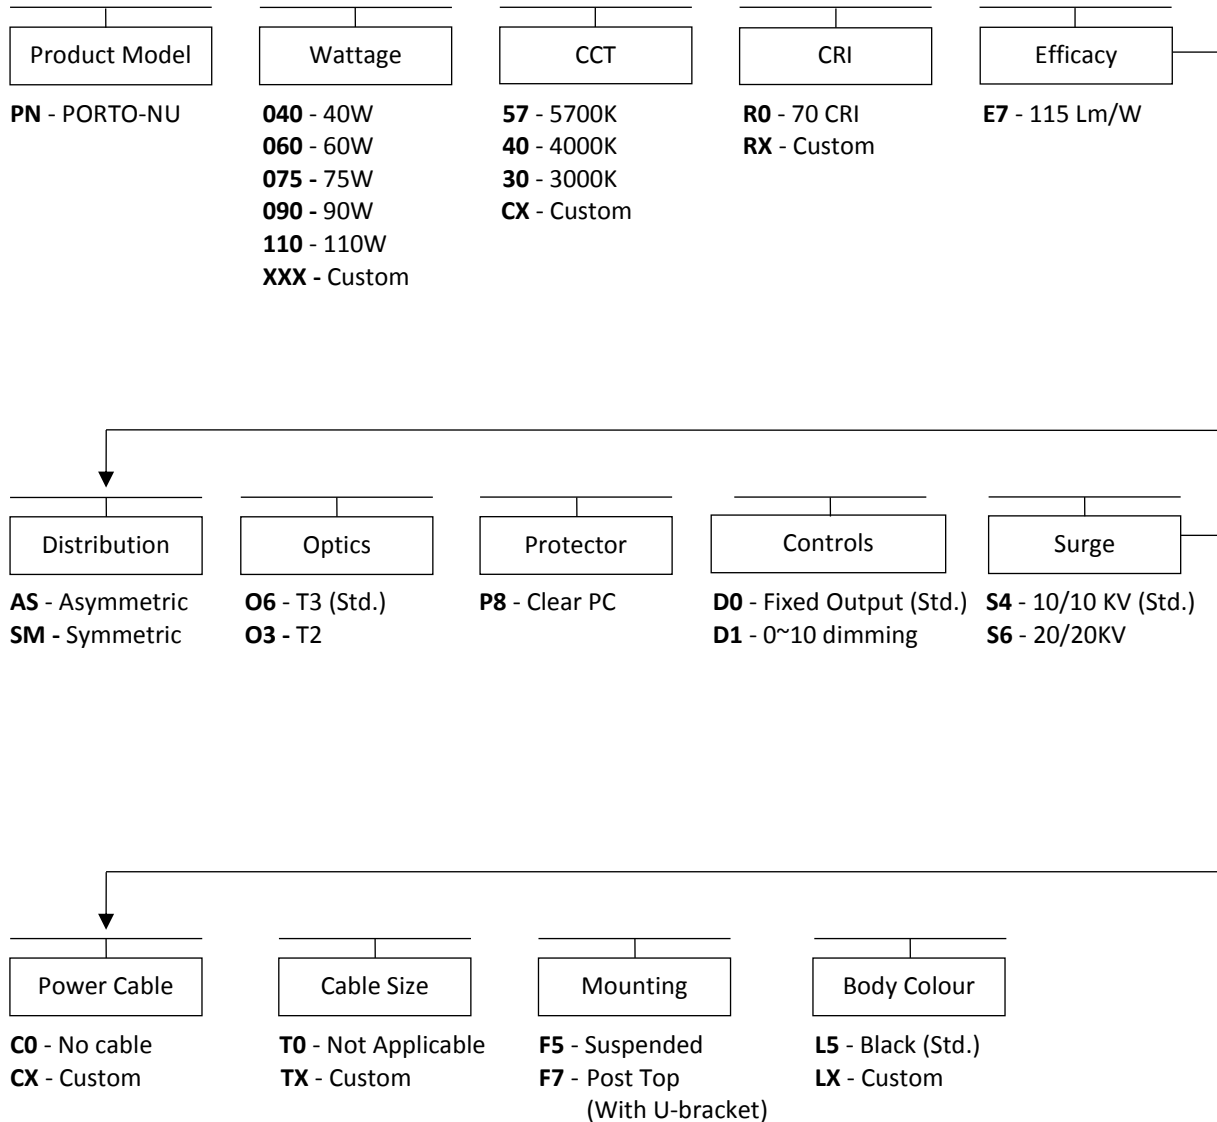 Product Model
Wattage
CCT
CRI
Efficacy
PN - PORTO-NU
040 - 40W
060 - 60W
075 - 75W
090 - 90W
110 - 110W
XXX - Custom
57 - 5700K
40 - 4000K
30 - 3000K
CX - Custom
R0 - 70 CRI
RX - Custom
E7 - 115 Lm/W
Distribution
Optics
Protector
Controls
Surge
AS - Asymmetric
SM - Symmetric
O6 - T3 (Std.)
O3 - T2
P8 - Clear PC
D0 - Fixed Output (Std.)
D1 - 0~10 dimming
S4 - 10/10 KV (Std.)
S6 - 20/20KV
Power Cable
Cable Size
Mounting
Body Colour
C0 - No cable
CX - Custom
T0 - Not Applicable
TX - Custom
F5 - Suspended
F7 - Post Top
(With U-bracket)
L5 - Black (Std.)
LX - Custom